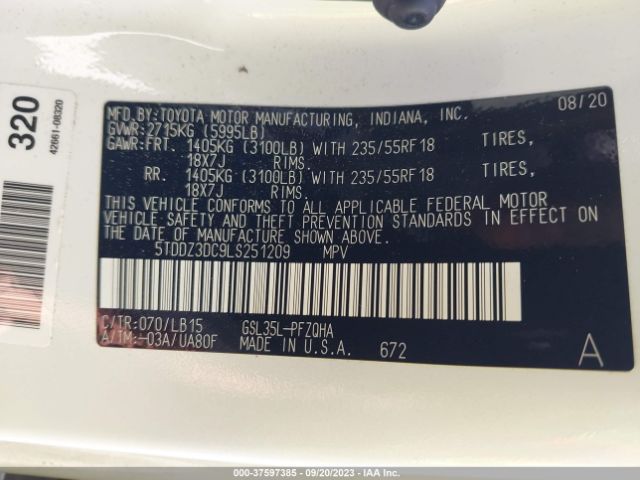 320
42661-08320
MFD.BY:TOYOTA MOTOR MANUFACTURING, INDIANA, INC. 08/20
GVWR:2715KG (5995LB)
GAWR:FRT. 1405KG (3100LB) WITH 235/55RF18 TIRES,
18X7J RIMS.
RR. 1405KG (3100LB) WITH 235/55RF18 TIRES,
18X7J RIMS.
THIS VEHICLE CONFORMS TO ALL APPLICABLE FEDERAL MOTOR
VEHICLE SAFETY AND THEFT PREVENTION STANDARDS IN EFFECT ON
THE DATE OF MANUFACTURE SHOWN ABOVE.
5TDDZ3DC9LS251209 MPV
C/TR:070/LB15 GSL35L-PFZQHA
A/TM:-03A/UA80F MADE IN U.S.A. 672 A
000-37597385 - 09/20/2023 - IAA Inc.